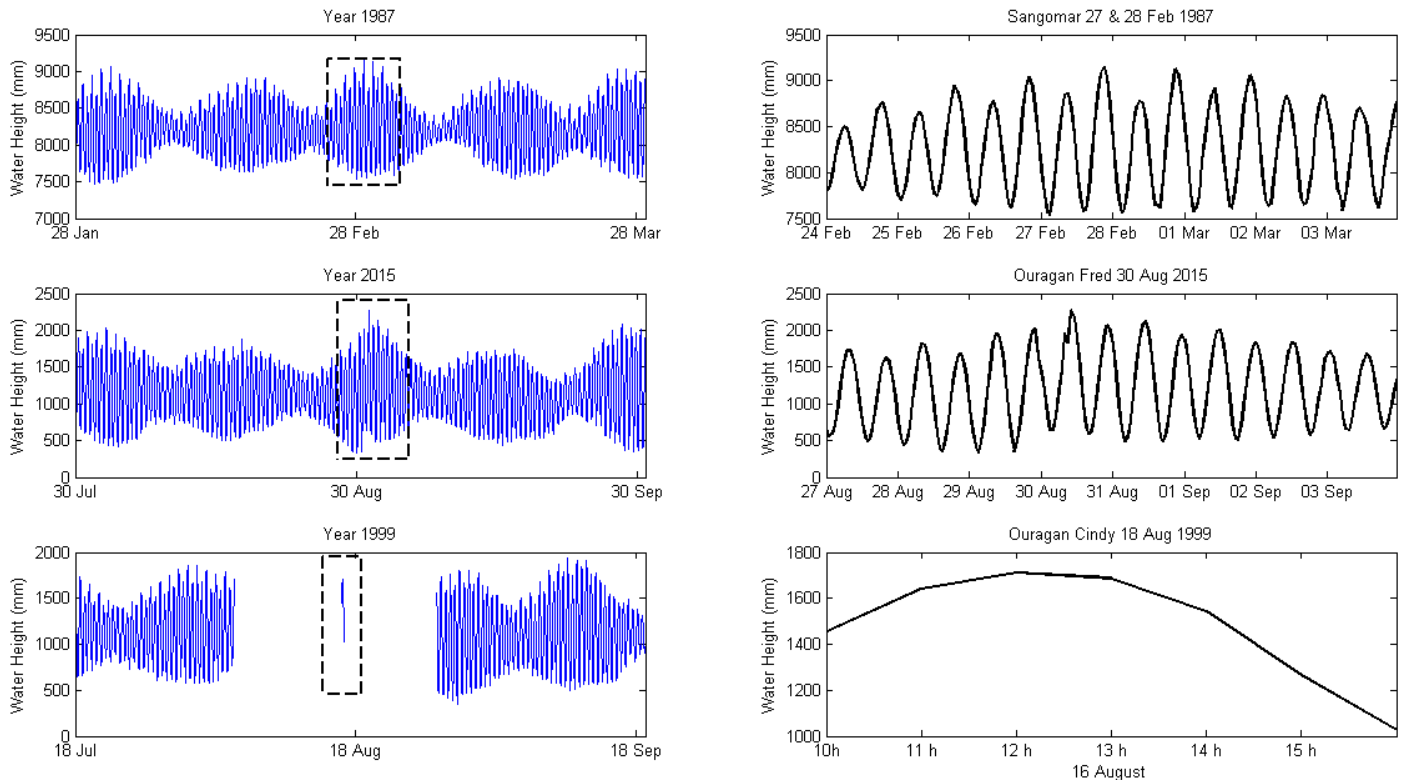 Year 1987
Water Height (mm)
9500
9000
8500
8000
7500
7000
28 Jan
28 Feb
28 Mar
Sangomar 27 & 28 Feb 1987
Water Height (mm)
9500
9000
8500
8000
7500
24 Feb
25 Feb
26 Feb
27 Feb
28 Feb
01 Mar
02 Mar
03 Mar
Year 2015
Water Height (mm)
2500
2000
1500
1000
500
0
30 Jul
30 Aug
30 Sep
Ouragan Fred 30 Aug 2015
Water Height (mm)
2500
2000
1500
1000
500
0
27 Aug
28 Aug
29 Aug
30 Aug
31 Aug
01 Sep
02 Sep
03 Sep
Year 1999
Water Height (mm)
2000
1500
1000
500
0
18 Jul
18 Aug
18 Sep
Ouragan Cindy 18 Aug 1999
Water Height (mm)
1800
1600
1400
1200
1000
10h
11 h
12 h
13 h
14 h
15h
16 August